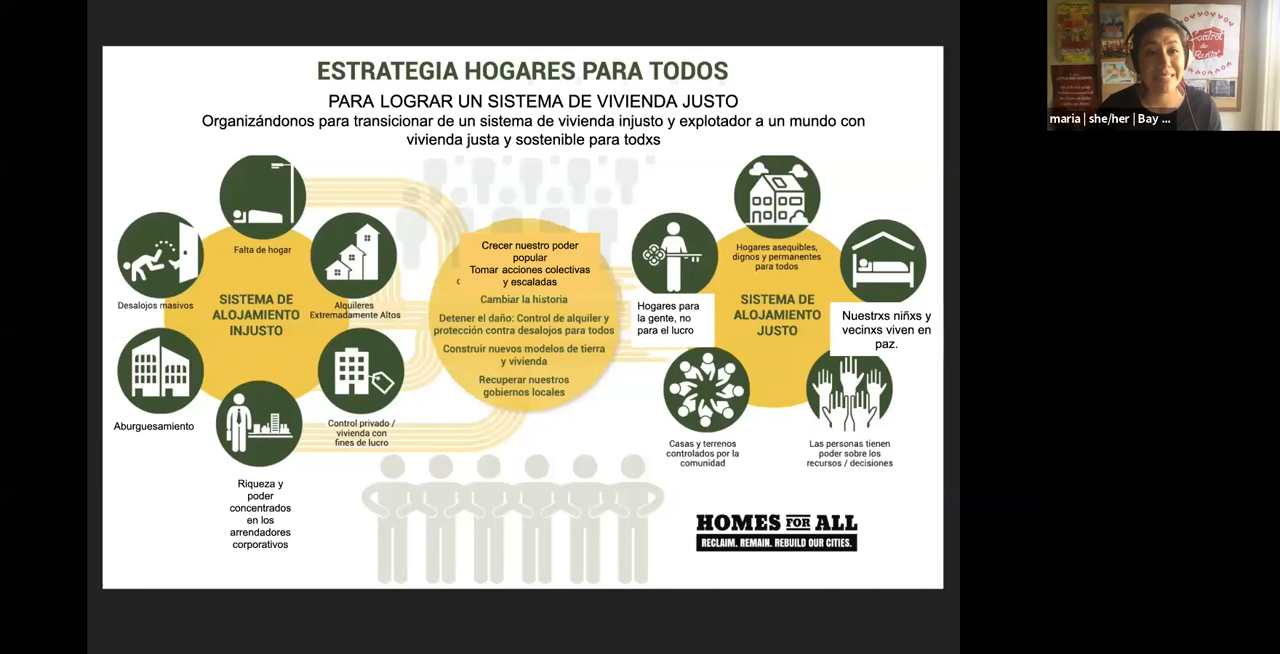 ESTRATEGIA HOGARES PARA TODOS
PARA LOGRAR UN SISTEMA DE VIVIENDA JUSTO
Organizándonos para transicionar de un sistema de vivienda injusto y explotador a un mundo con
vivienda justa y sostenible para todxs
Falta de hogar
Desalojos masivos
Alquileres
Extremadamente Altos
SISTEMA DE
ALOJAMIENTO
INJUSTO
Aburguesamiento
Control privado /
vivienda con
fines de lucro
Riqueza y
poder
concentrados
en los
arrendadores
corporativos
Crecer nuestro poder
popular
Tomar acciones colectivas
y escaladas
Cambiar la historia
Detener el daño: Control de alquiler y
protección contra desalojos para todos
Construir nuevos modelos de tierra
y vivienda
Recuperar nuestros
gobiernos locales
Hogares asequibles,
dignos y permanentes
para todos
Hogares para
la gente, no
para el lucro
SISTEMA DE
ALOJAMIENTO
JUSTO
Nuestrxs niñxs y
vecinxs viven en
paz.
Casas y terrenos
controlados por la
comunidad
Las personas tienen
poder sobre los
recursos / decisiones
HOMES FOR ALL
RECLAIM. REMAIN. REBUILD OUR CITIES.
Control
de
Renta!
maria | she/her | Bay ...